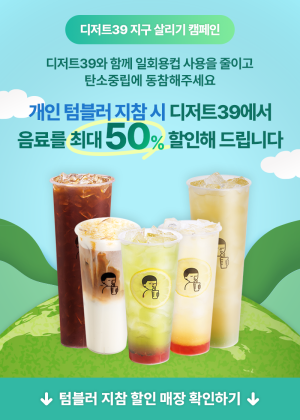 디저트39 지구 살리기 캠페인
디저트39와 함께 일회용컵 사용을 줄이고
탄소중립에 동참해주세요
개인 텀블러 지참 시 디저트39에서
음료를 최대 50% 할인해 드립니다
↓ 텀블러 지참 할인 매장 확인하기 ↓